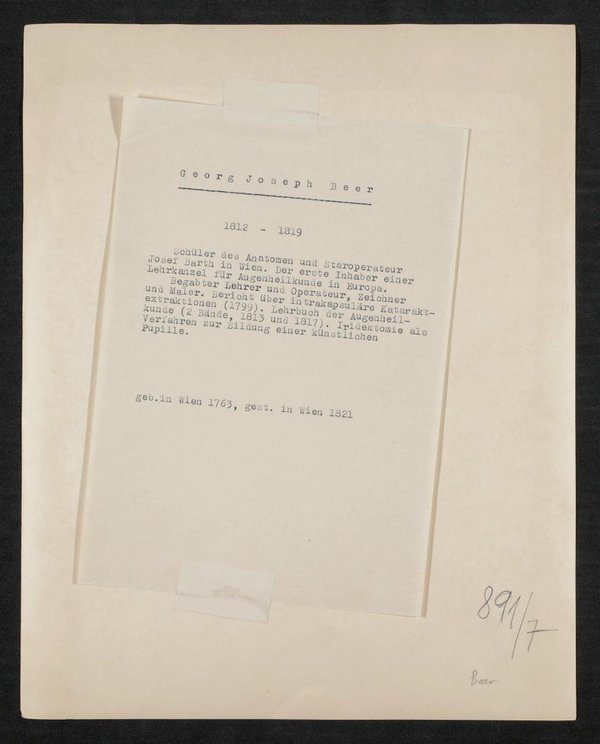 Georg Joseph Beer
1812 - 1819
Schüler des Anatomen und Staroperateur
Josef Barth in Wien. Der erste Inhaber einer
Lehrkanzel für Augenheilkunde in Europa.
Begabter Lehrer und Operateur, Zeichner
und Maler. Bericht über intrakapsuläre Katarakt-
extraktionen (1799). Lehrbuch der Augenheil-
kunde (2 Bände, 1813 und 1817). Iridektomie als
Verfahren zur Bildung einer künstlichen
Pupille.
geb.in Wien 1763, gest. in Wien 1821
891/7
Beer